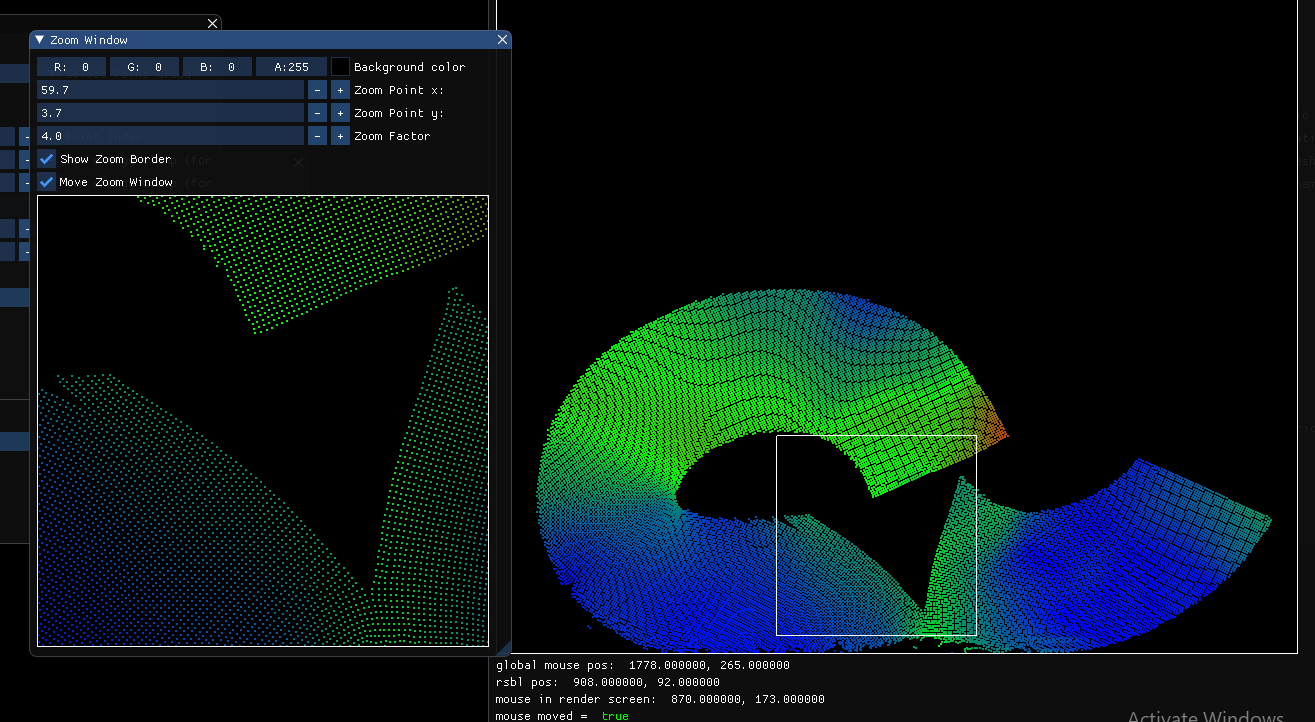 Zoom Window
R: 0 G: 0 B: 0 A:255 Background color
59.7 - + Zoom Point x:
3.7 - + Zoom Point y:
4.0 - + Zoom Factor
Show Zoom Border
Move Zoom Window
global mouse pos: 1778.000000, 265.000000
rsbl pos: 908.000000, 92.000000
mouse in render screen: 870.000000, 173.000000
mouse moved = true
Activate Windows